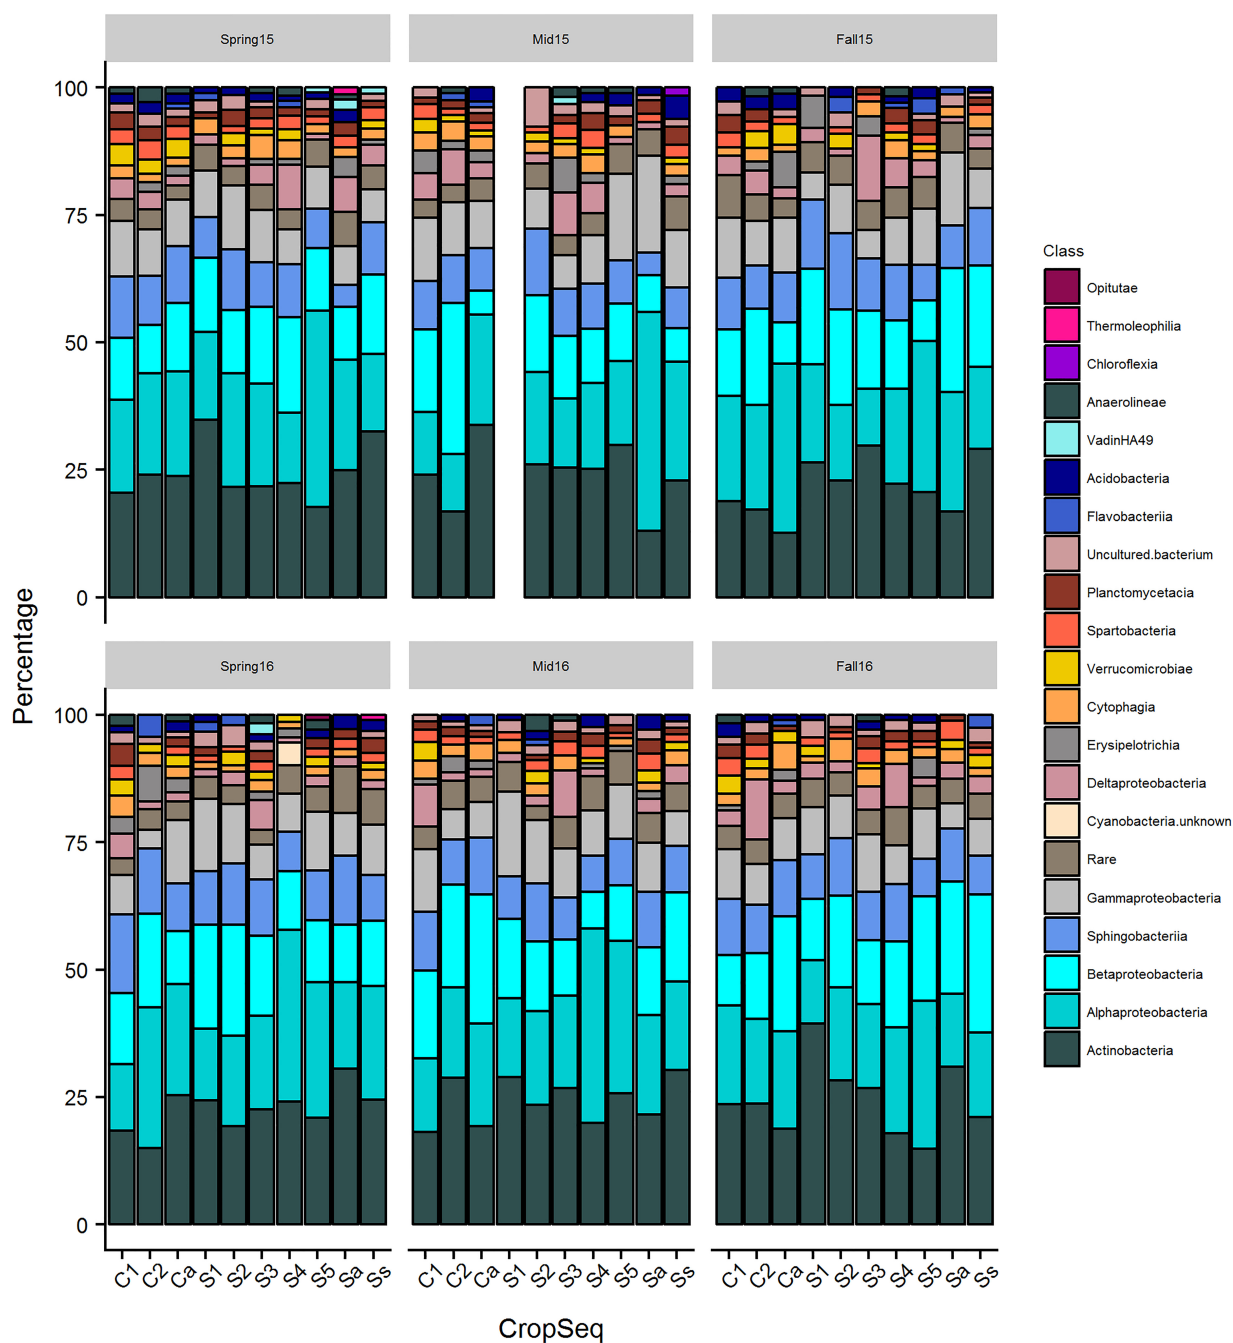 Spring15 Mid15 Fall15
100
75
50
25
0
Percentage
Spring16 Mid16 Fall16
100
75
50
25
0
C1 C2 Ca S1 S2 S3 S4 S5 Sa Ss C1 C2 Ca S1 S2 S3 S4 S5 Sa Ss C1 C2 Ca S1 S2 S3 S4 S5 Sa Ss
CropSeq
Class
Opitutae
Thermoleophilia
Chloroflexia
Anaerolineae
VadinHA49
Acidobacteria
Flavobacteriia
Uncultured.bacterium
Planctomycetacia
Spartobacteria
Verrucomicrobiae
Cytophagia
Erysipelotrichia
Deltaproteobacteria
Cyanobacteria.unknown
Rare
Gammaproteobacteria
Sphingobacteriia
Betaproteobacteria
Alphaproteobacteria
Actinobacteria